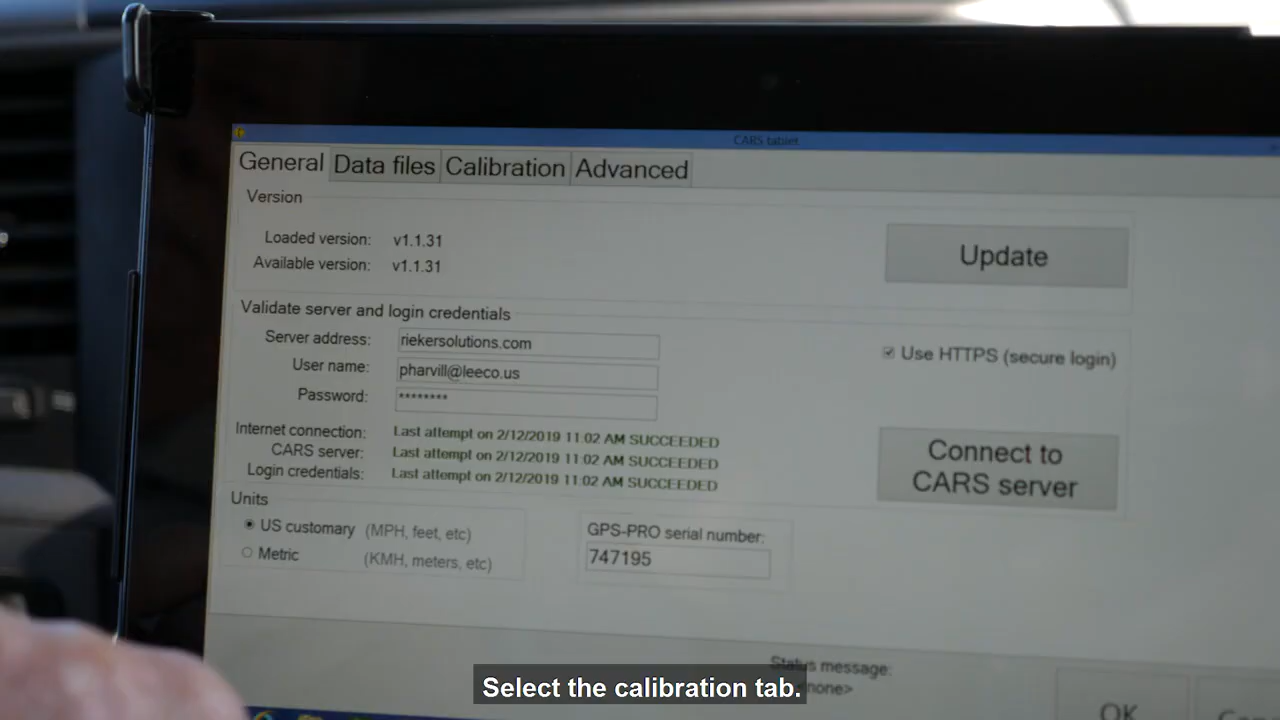 CARS tablet
General Data files Calibration Advanced
Version
Loaded version: v1.1.31
Available version: v1.1.31
Update
Validate server and login credentials
Server address: riekersolutions.com
Use HTTPS (secure login)
User name: pharvill@leeco.us
Password: ********
Internet connection: Last attempt on 2/12/2019 11:02 AM SUCCEEDED
CARS server: Last attempt on 2/12/2019 11:02 AM SUCCEEDED
Login credentials: Last attempt on 2/12/2019 11:02 AM SUCCEEDED
Connect to
CARS server
Units
US customary (MPH, feet, etc)
Metric (KMH, meters, etc)
GPS-PRO serial number:
747195
Status message:
none>
OK
Select the calibration tab.